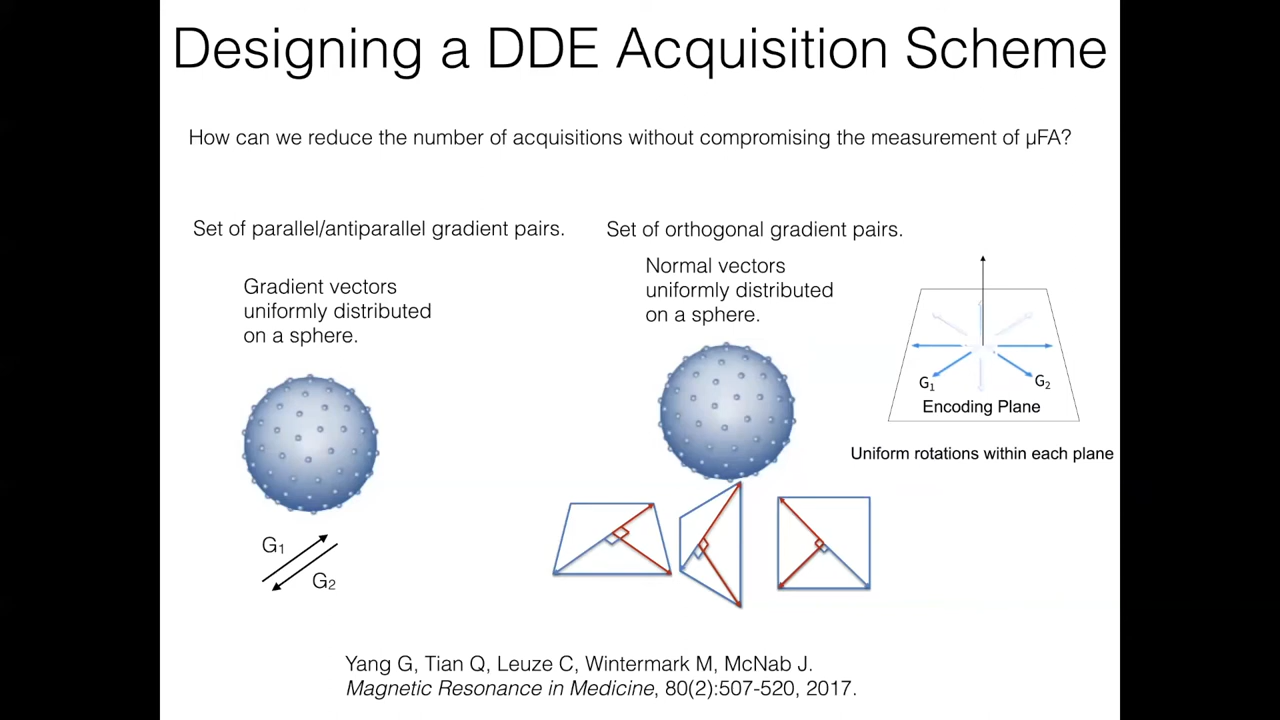 Designing a DDE Acquisition Scheme
How can we reduce the number of acquisitions without compromising the measurement of μFA?
Set of parallel/antiparallel gradient pairs.
Gradient vectors
uniformly distributed
on a sphere.
G1
G2
Set of orthogonal gradient pairs.
Normal vectors
uniformly distributed
on a sphere.
G1
G2
Encoding Plane
Uniform rotations within each plane
Yang G, Tian Q, Leuze C, Wintermark M, McNab J.
Magnetic Resonance in Medicine, 80(2):507-520, 2017.